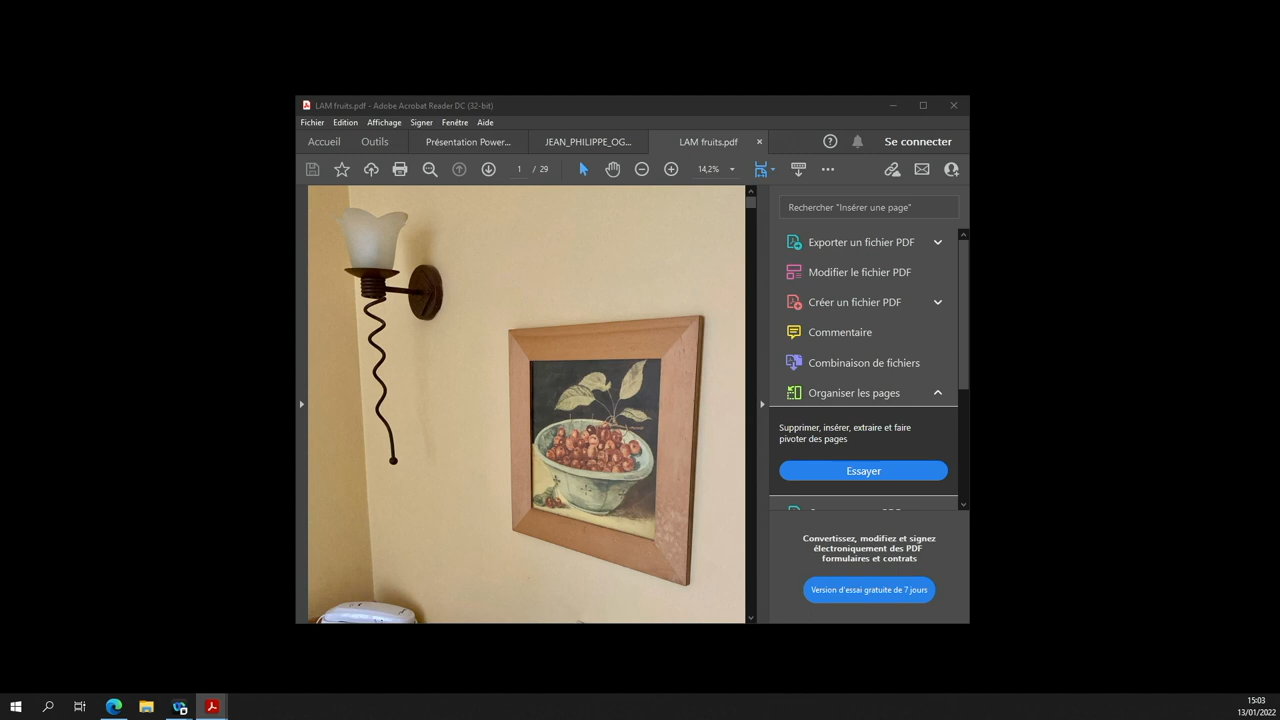 LAM fruits.pdf - Adobe Acrobat Reader DC (32-bit)
Fichier Edition Affichage Signer Fenêtre Aide
Accueil Outils Présentation Power... JEAN_PHILIPPE_OG... LAM fruits.pdf × Se connecter
1 / 29 14,2%
Rechercher "Insérer une page"
Exporter un fichier PDF
Modifier le fichier PDF
Créer un fichier PDF
Commentaire
Combinaison de fichiers
Organiser les pages
Supprimer, insérer, extraire et faire
pivoter des pages
Essayer
Convertissez, modifiez et signez
électroniquement des PDF
formulaires et contrats
Version d'essai gratuite de 7 jours
15:03
13/01/2022